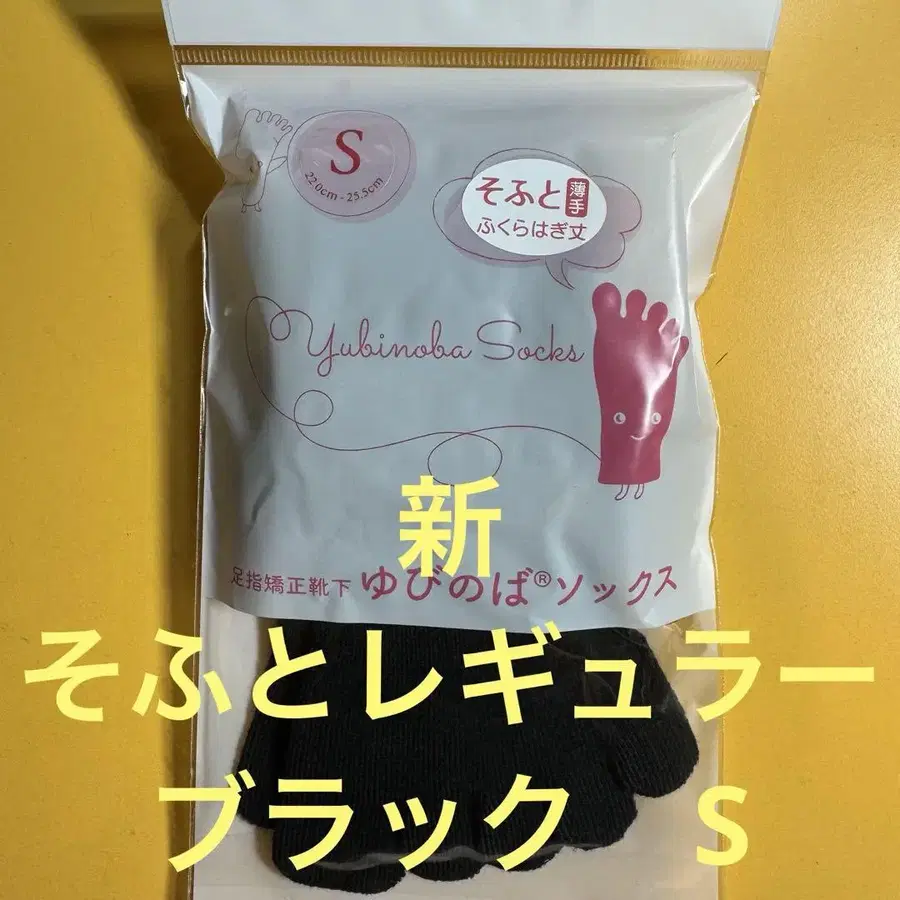 S
22.0cm - 25.5cm
そふと 薄手
ふくらはぎ丈
Yubinoba Socks
新
足指矯正靴下 ゆびのば®ソックス
そふとレギュラー
ブラック S